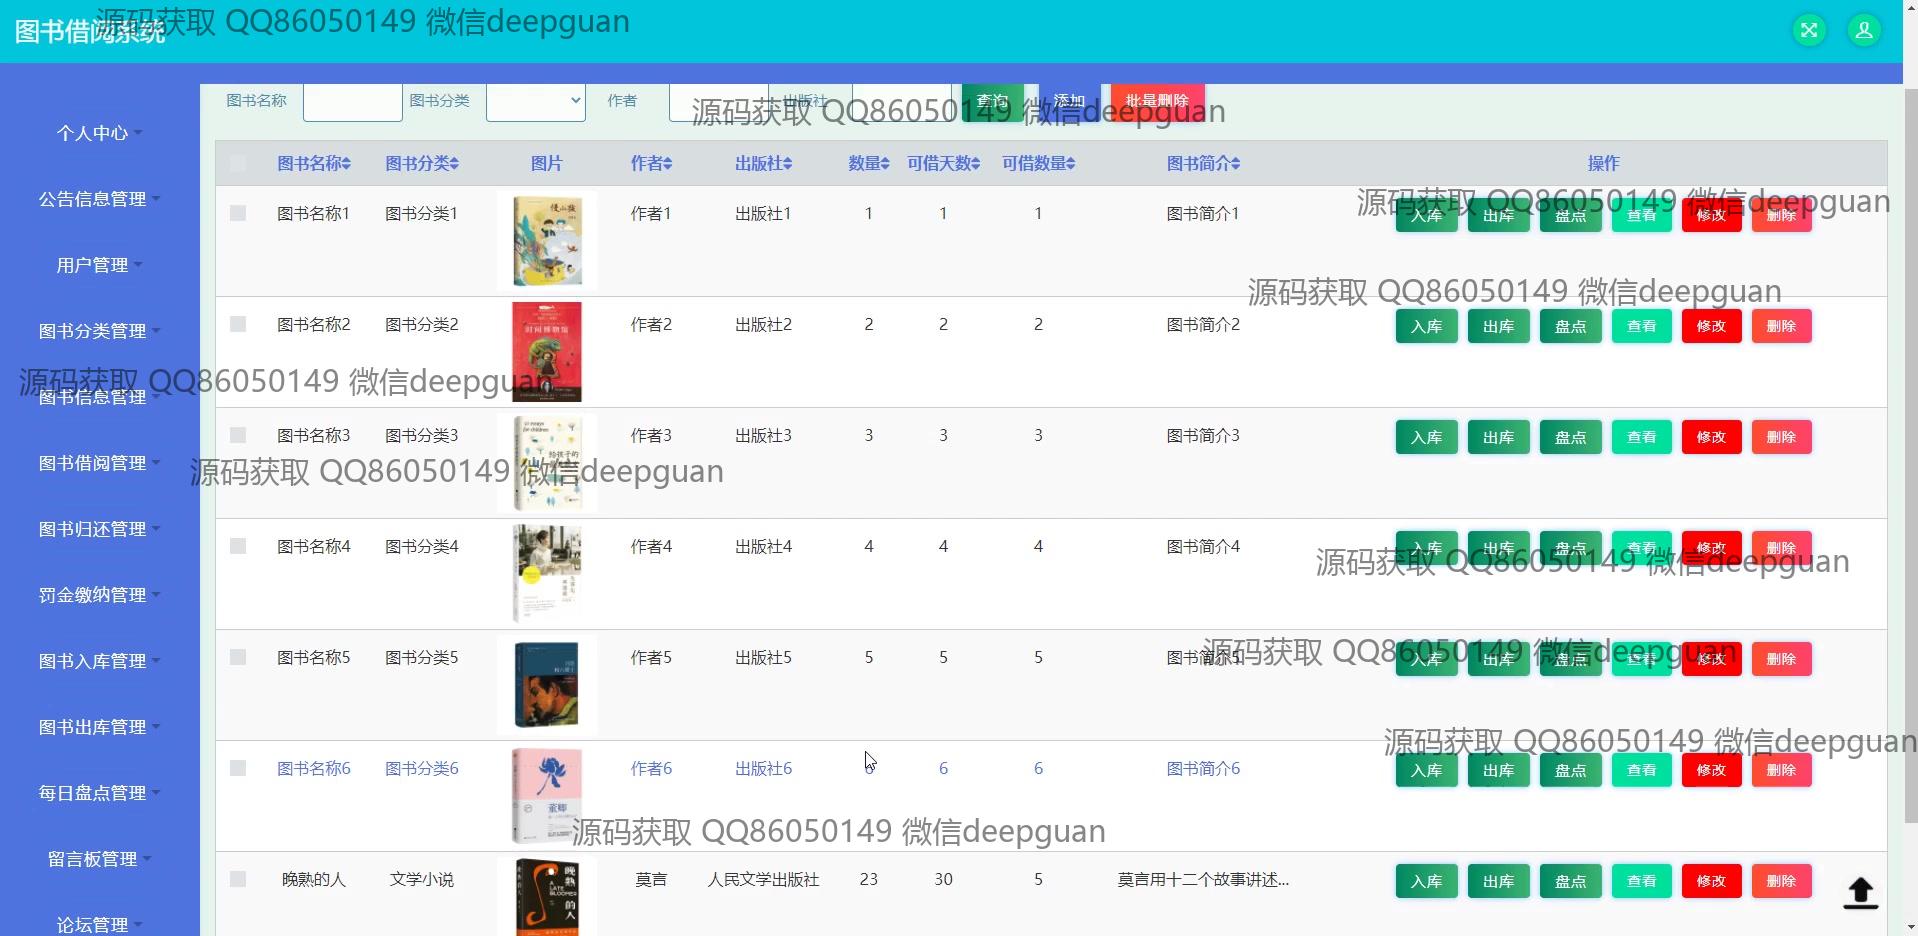 图书借阅系统
源码获取 QQ86050149 微信deepguan
图书名称 图书分类 作者 出版社 查询 添加 批量删除
源码获取 QQ86050149 微信deepguan
个人中心
公告信息管理
用户管理
图书分类管理
图书信息管理
图书借阅管理
图书归还管理
罚金缴纳管理
图书入库管理
图书出库管理
每日盘点管理
留言板管理
论坛管理
图书名称 图书分类 图片 作者 出版社 数量 可借天数 可借数量 图书简介 操作
图书名称1 图书分类1 作者1 出版社1 1 1 1 图书简介1 入库 出库 盘点 查看 修改 删除
源码获取 QQ86050149 微信deepguan
源码获取 QQ86050149 微信deepguan
图书名称2 图书分类2 时间博物馆 作者2 出版社2 2 2 2 图书简介2 入库 出库 盘点 查看 修改 删除
源码获取 QQ86050149 微信deepguan
图书名称3 图书分类3 for children 给孩子的 作者3 出版社3 3 3 3 图书简介3 入库 出库 盘点 查看 修改 删除
源码获取 QQ86050149 微信deepguan
图书名称4 图书分类4 作者4 出版社4 4 4 4 图书简介4 入库 出库 盘点 查看 修改 删除
源码获取 QQ86050149 微信deepguan
图书名称5 图书分类5 作者5 出版社5 5 5 5 图书简介5 入库 出库 盘点 查看 修改 删除
源码获取 QQ86050149 微信deepguan
源码获取 QQ86050149 微信deepguan
图书名称6 图书分类6 董卿 作者6 出版社6 6 6 6 图书简介6 入库 出库 盘点 查看 修改 删除
源码获取 QQ86050149 微信deepguan
晚熟的人 文学小说 晚熟的人 A LATE BLOOMER 莫言 人民文学出版社 23 30 5 莫言用十二个故事讲述... 入库 出库 盘点 查看 修改 删除